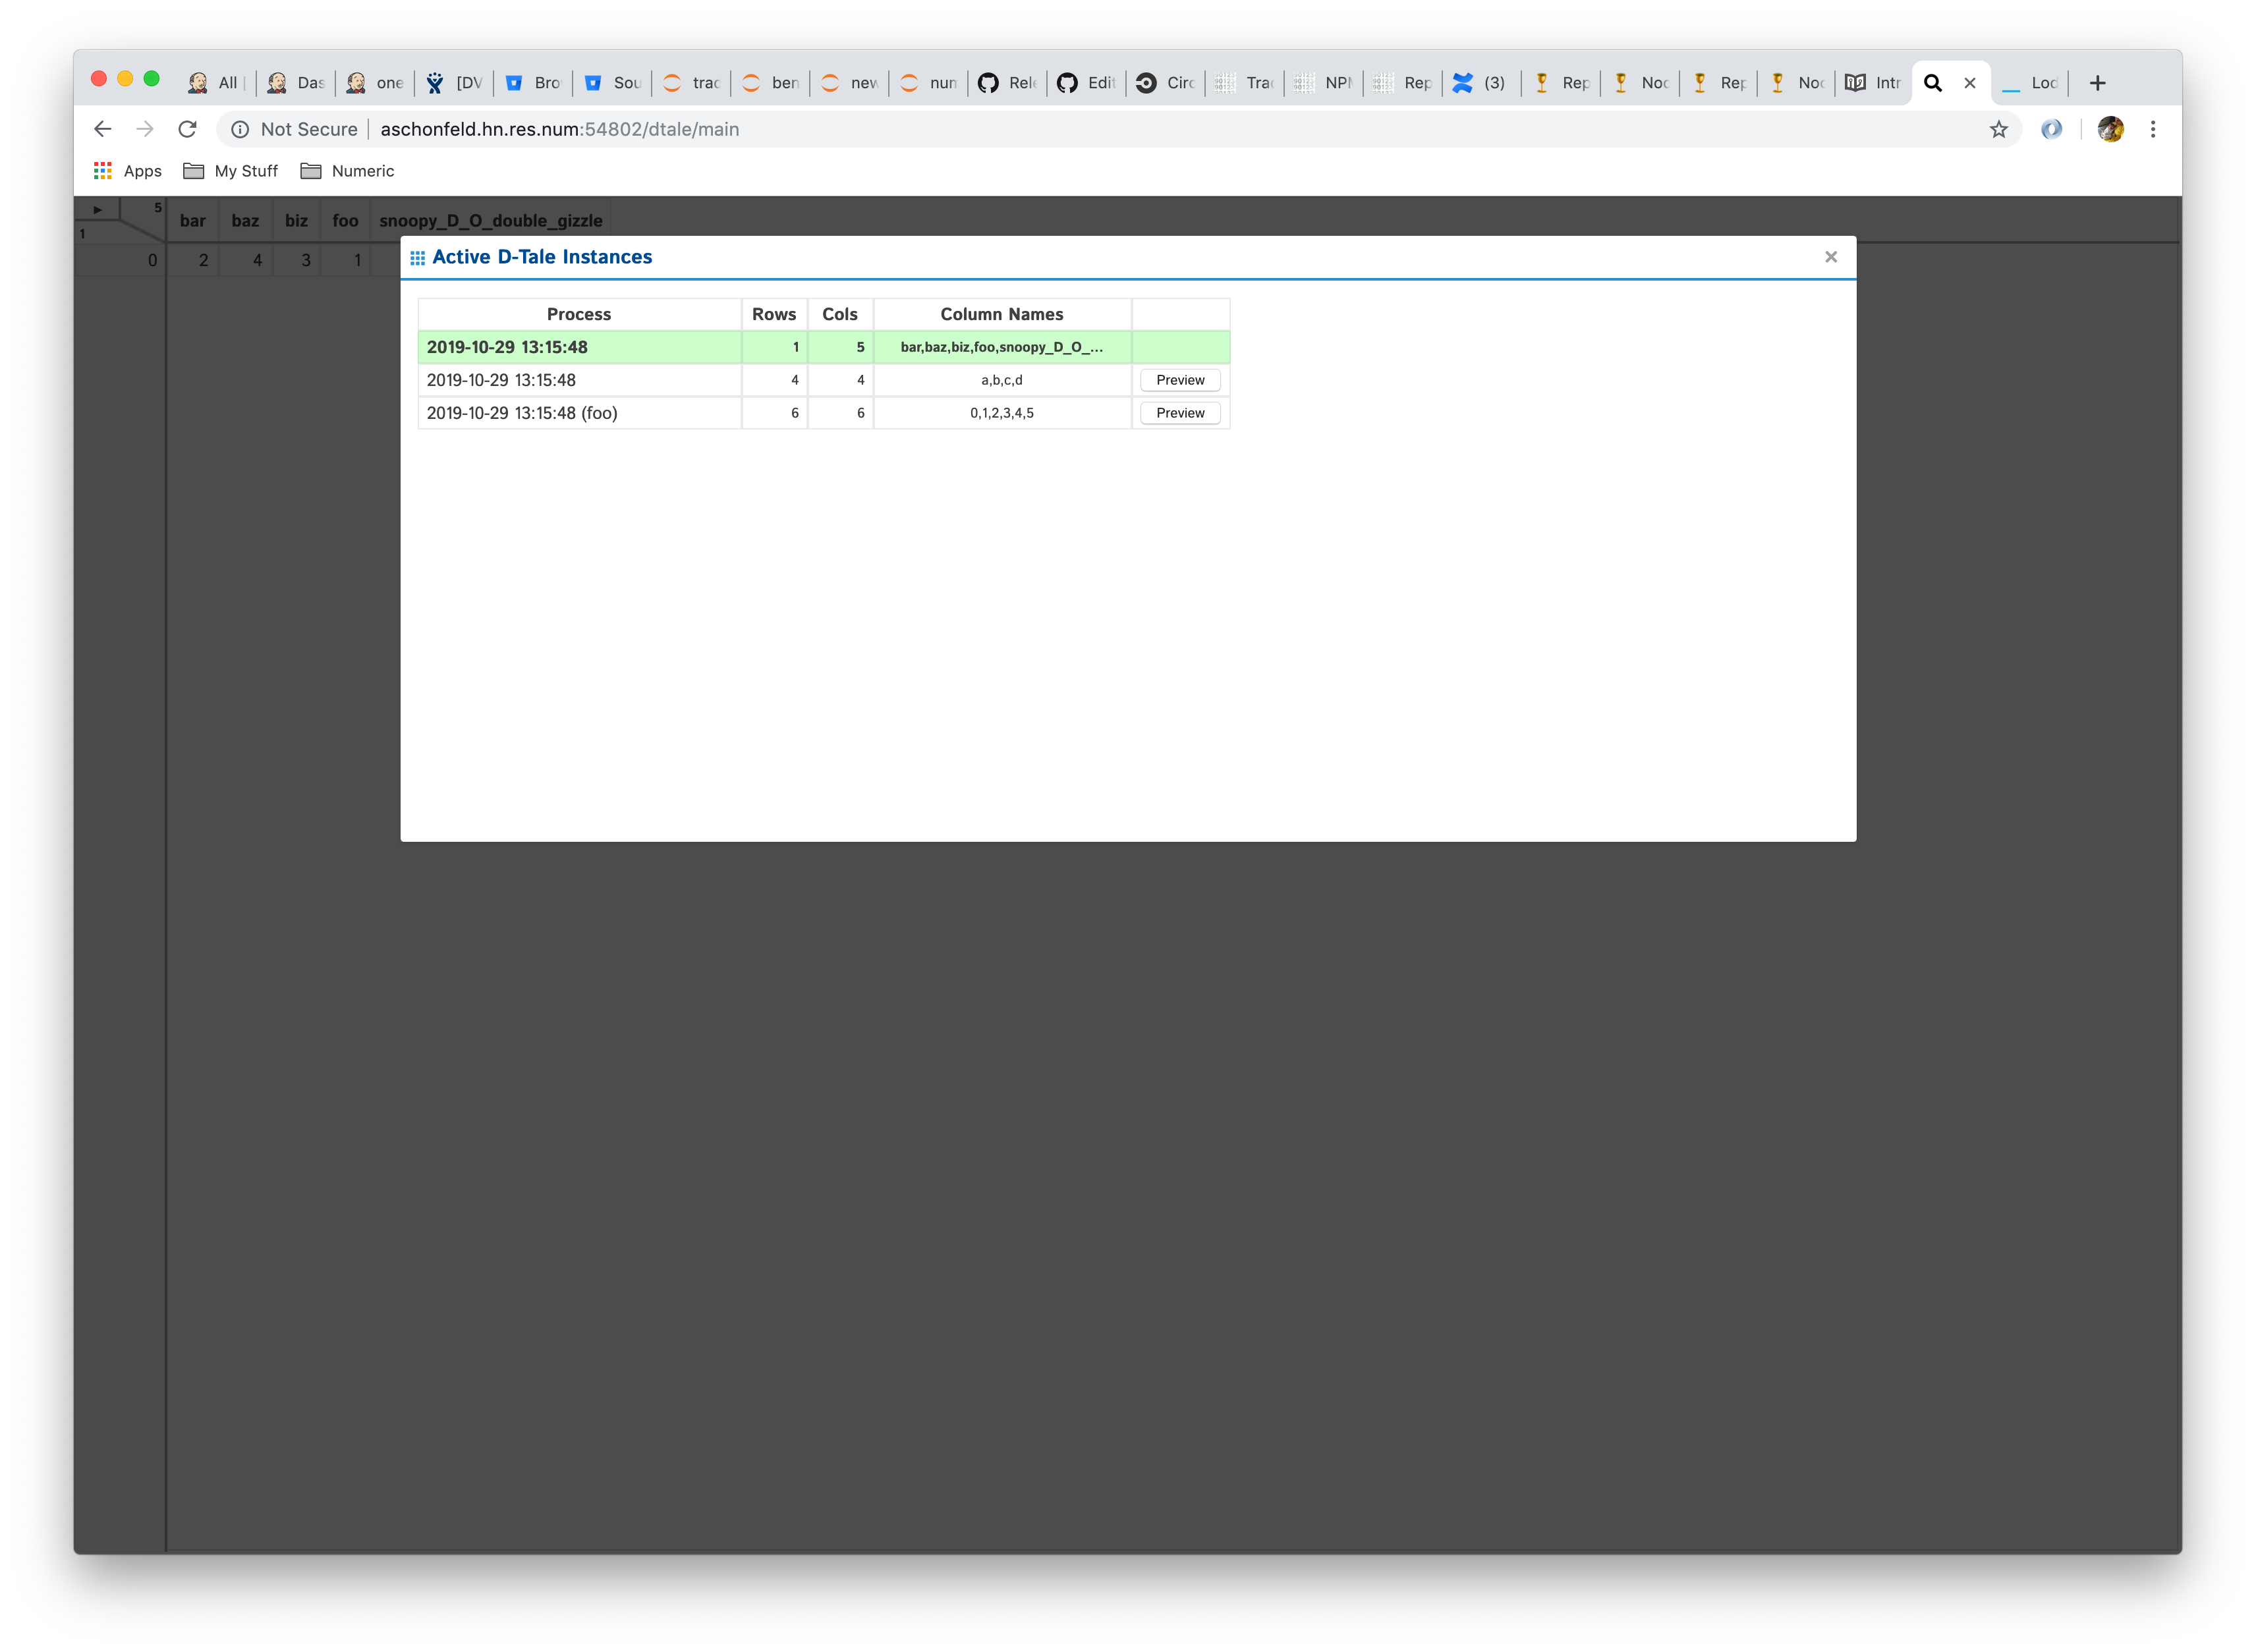 All Das one [DV Bro Sou trac ben new nun Rel Edit Circ Trac NPM Rep (3) Rep Noc Rep Noc Intr Lod
Not Secure aschonfeld.hn.res.num:54802/dtale/main
Apps My Stuff Numeric
5
1
bar baz biz foo snoopy_D_O_double_gizzle
0 2 4 3 1
Active D-Tale Instances
Process Rows Cols Column Names
2019-10-29 13:15:48 1 5 bar,baz,biz,foo,snoopy_D_O_...
2019-10-29 13:15:48 4 4 a,b,c,d Preview
2019-10-29 13:15:48 (foo) 6 6 0,1,2,3,4,5 Preview